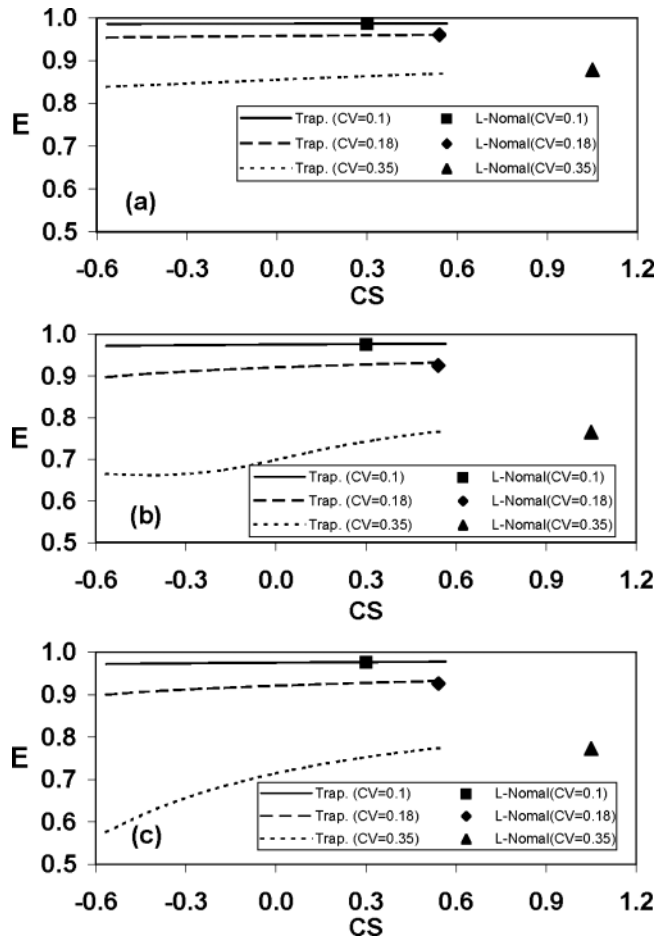 1.0
0.9
0.8
E
0.7
0.6
0.5
Trap. (CV=0.1) L-Nomal(CV=0.1)
Trap. (CV=0.18) L-Nomal(CV=0.18)
Trap. (CV=0.35) L-Nomal(CV=0.35)
(a)
-0.6 -0.3 0.0 0.3 0.6 0.9 1.2
CS
1.0
0.9
0.8
E
0.7
0.6
0.5
Trap. (CV=0.1) L-Nomal(CV=0.1)
Trap. (CV=0.18) L-Nomal(CV=0.18)
Trap. (CV=0.35) L-Nomal(CV=0.35)
(b)
-0.6 -0.3 0.0 0.3 0.6 0.9 1.2
CS
1.0
0.9
0.8
E
0.7
0.6
0.5
Trap. (CV=0.1) L-Nomal(CV=0.1)
Trap. (CV=0.18) L-Nomal(CV=0.18)
Trap. (CV=0.35) L-Nomal(CV=0.35)
(c)
-0.6 -0.3 0.0 0.3 0.6 0.9 1.2
CS